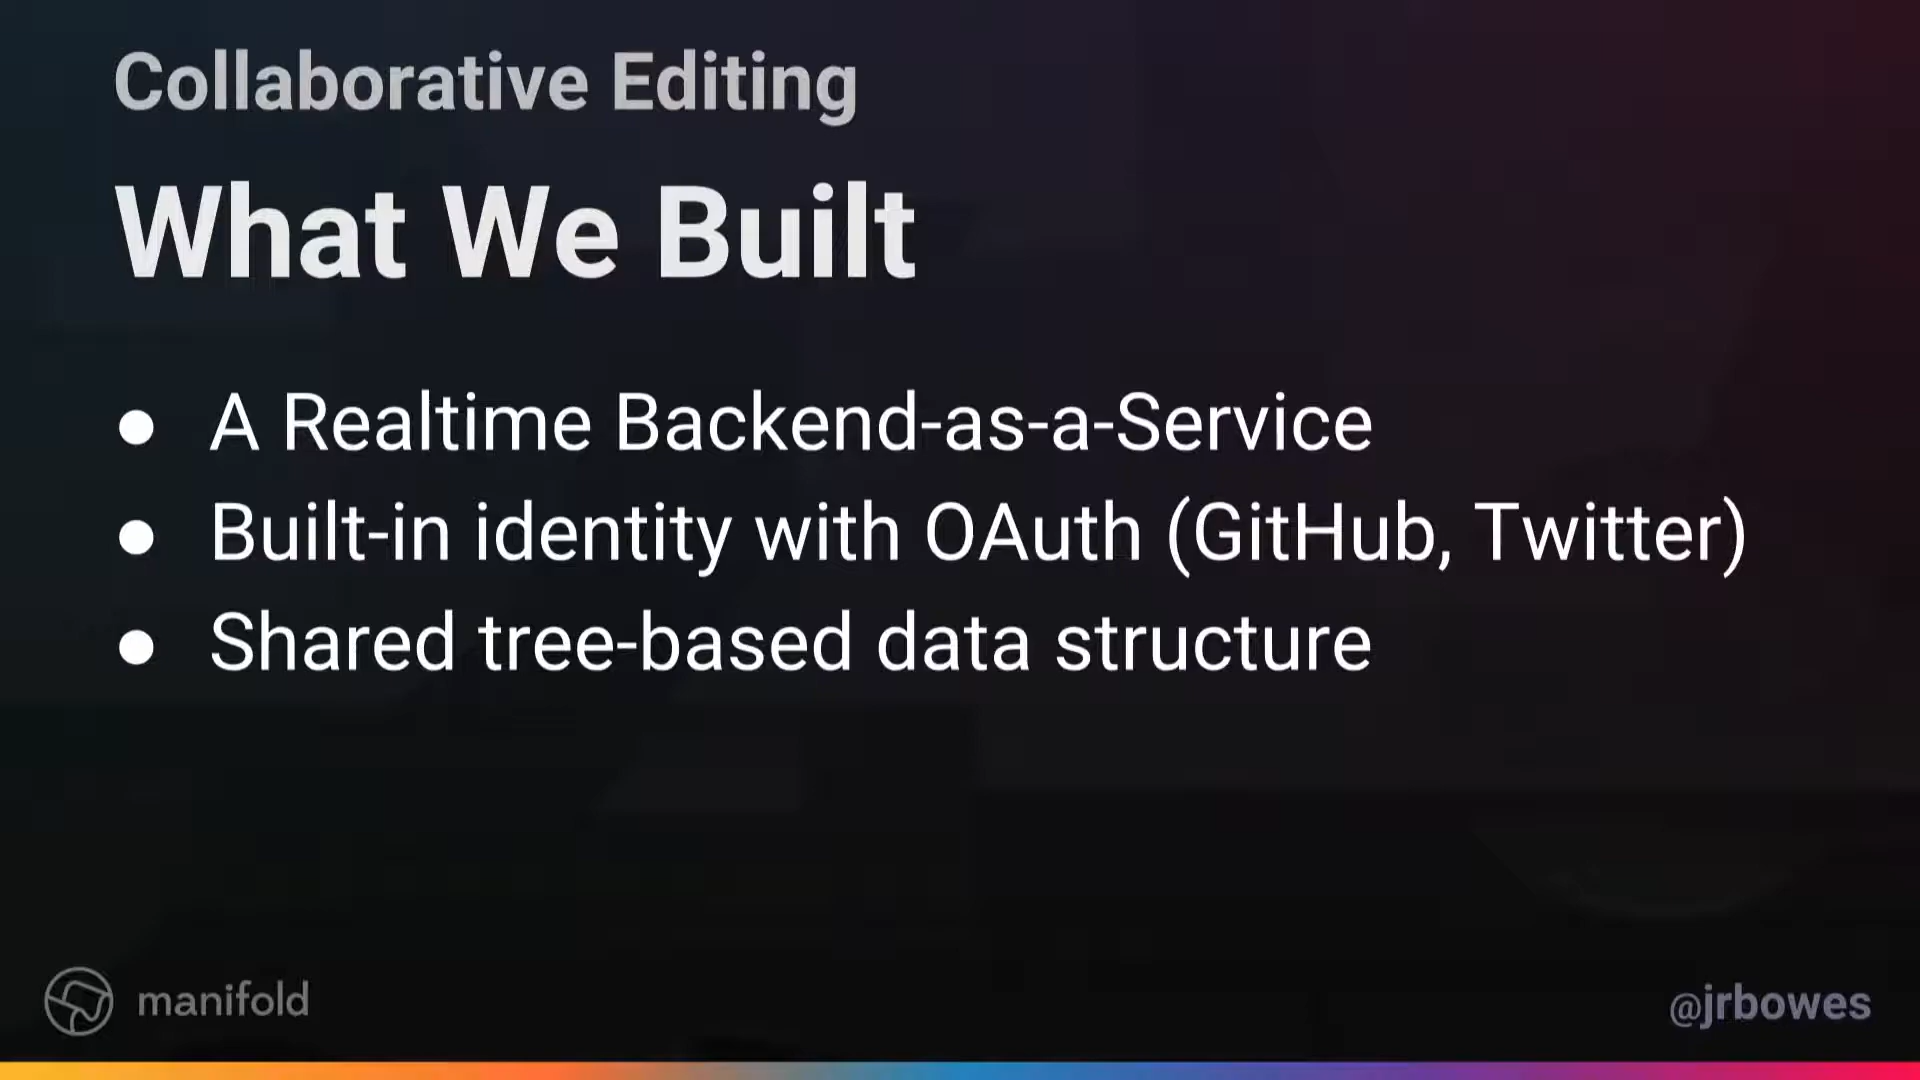 Collaborative Editing
What We Built
● A Realtime Backend-as-a-Service
● Built-in identity with OAuth (GitHub, Twitter)
● Shared tree-based data structure
manifold
@jrbowes